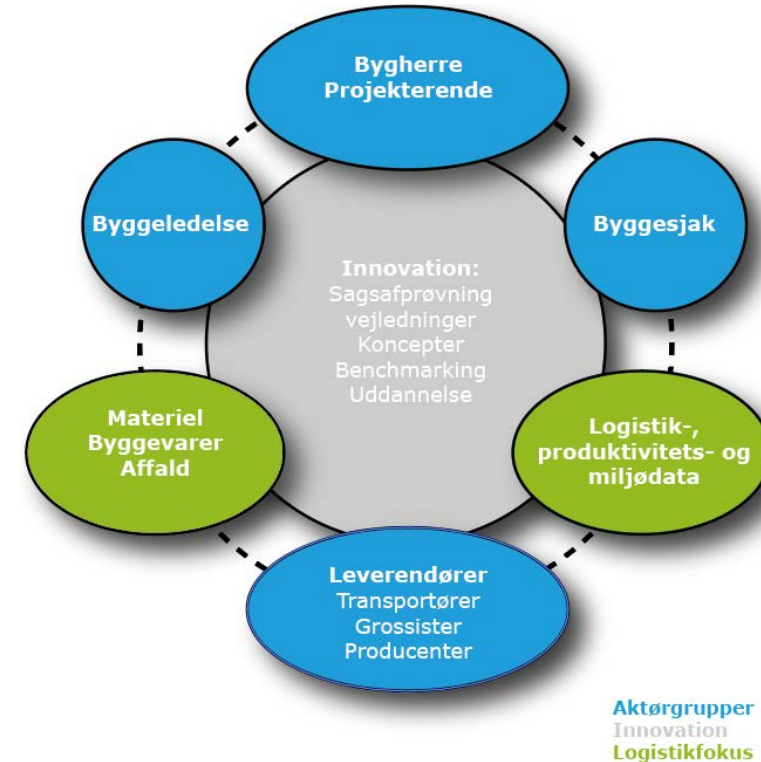 Bygherre
Projekterende
Byggeledelse
Byggesjak
Innovation:
Sagsafprøvning
vejledninger
Koncepter
Benchmarking
Uddannelse
Materiel
Byggevarer
Affald
Logistik-,
produktivitets- og
miljødata
Leverendører
Transportører
Grossister
Producenter
Aktørgrupper
Innovation
Logistikfokus